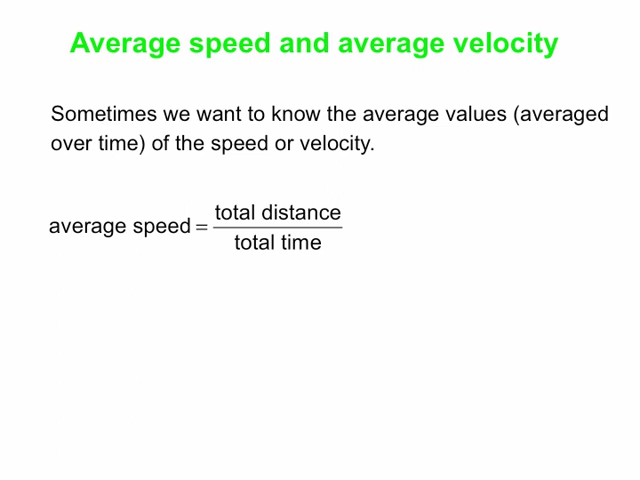 Average speed and average velocity
Sometimes we want to know the average values (averaged
over time) of the speed or velocity.
average speed = total distance / total time